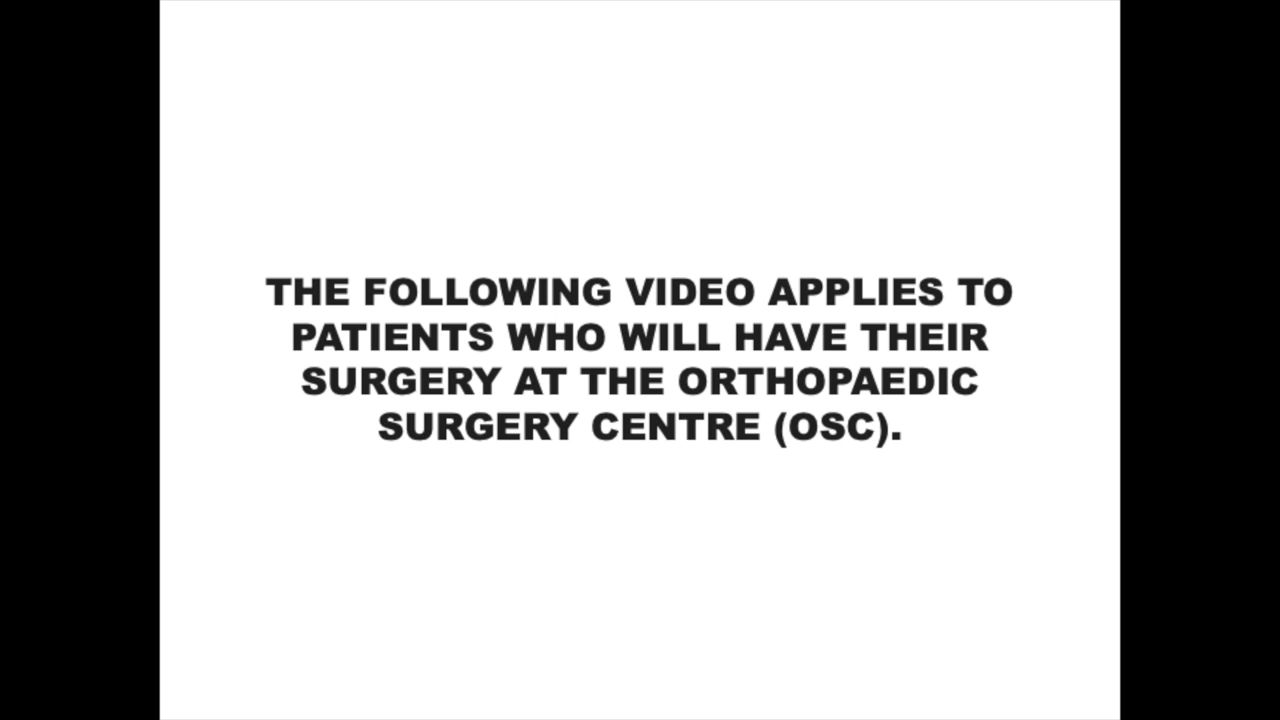 THE FOLLOWING VIDEO APPLIES TO
PATIENTS WHO WILL HAVE THEIR
SURGERY AT THE ORTHOPAEDIC
SURGERY CENTRE (OSC).